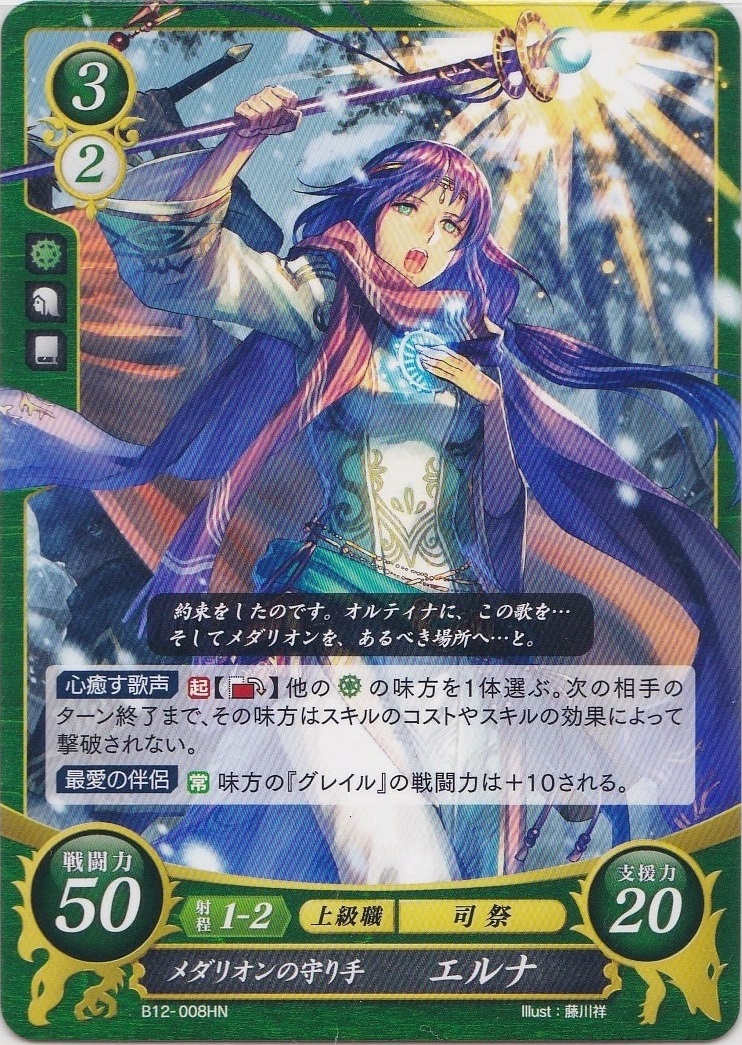 3
2
約束をしたのです。オルティナに、この歌を…
そしてメダリオンを、あるべき場所へ…と。
心癒す歌声 起【 】他の の味方を1体選ぶ。次の相手の
ターン終了まで、その味方はスキルのコストやスキルの効果によって
撃破されない。
最愛の伴侶 常 味方の『グレイル』の戦闘力は+10される。
戦闘力
50
射程 1-2 上級職 司祭
支援力
20
メダリオンの守り手 エルナ
B12-008HN Illust:藤川祥